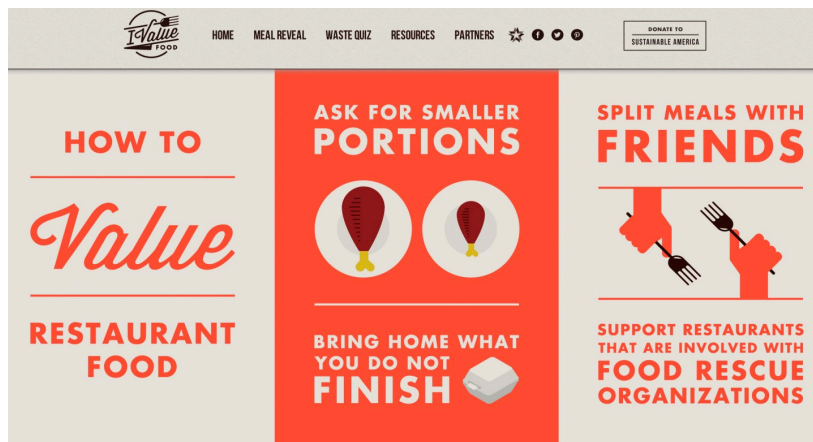 I Value
FOOD
HOME
MEAL REVEAL
WASTE QUIZ
RESOURCES
PARTNERS
DONATE TO
SUSTAINABLE AMERICA
HOW TO
Value
RESTAURANT
FOOD
ASK FOR SMALLER
PORTIONS
BRING HOME WHAT
YOU DO NOT
FINISH
SPLIT MEALS WITH
FRIENDS
SUPPORT RESTAURANTS
THAT ARE INVOLVED WITH
FOOD RESCUE
ORGANIZATIONS